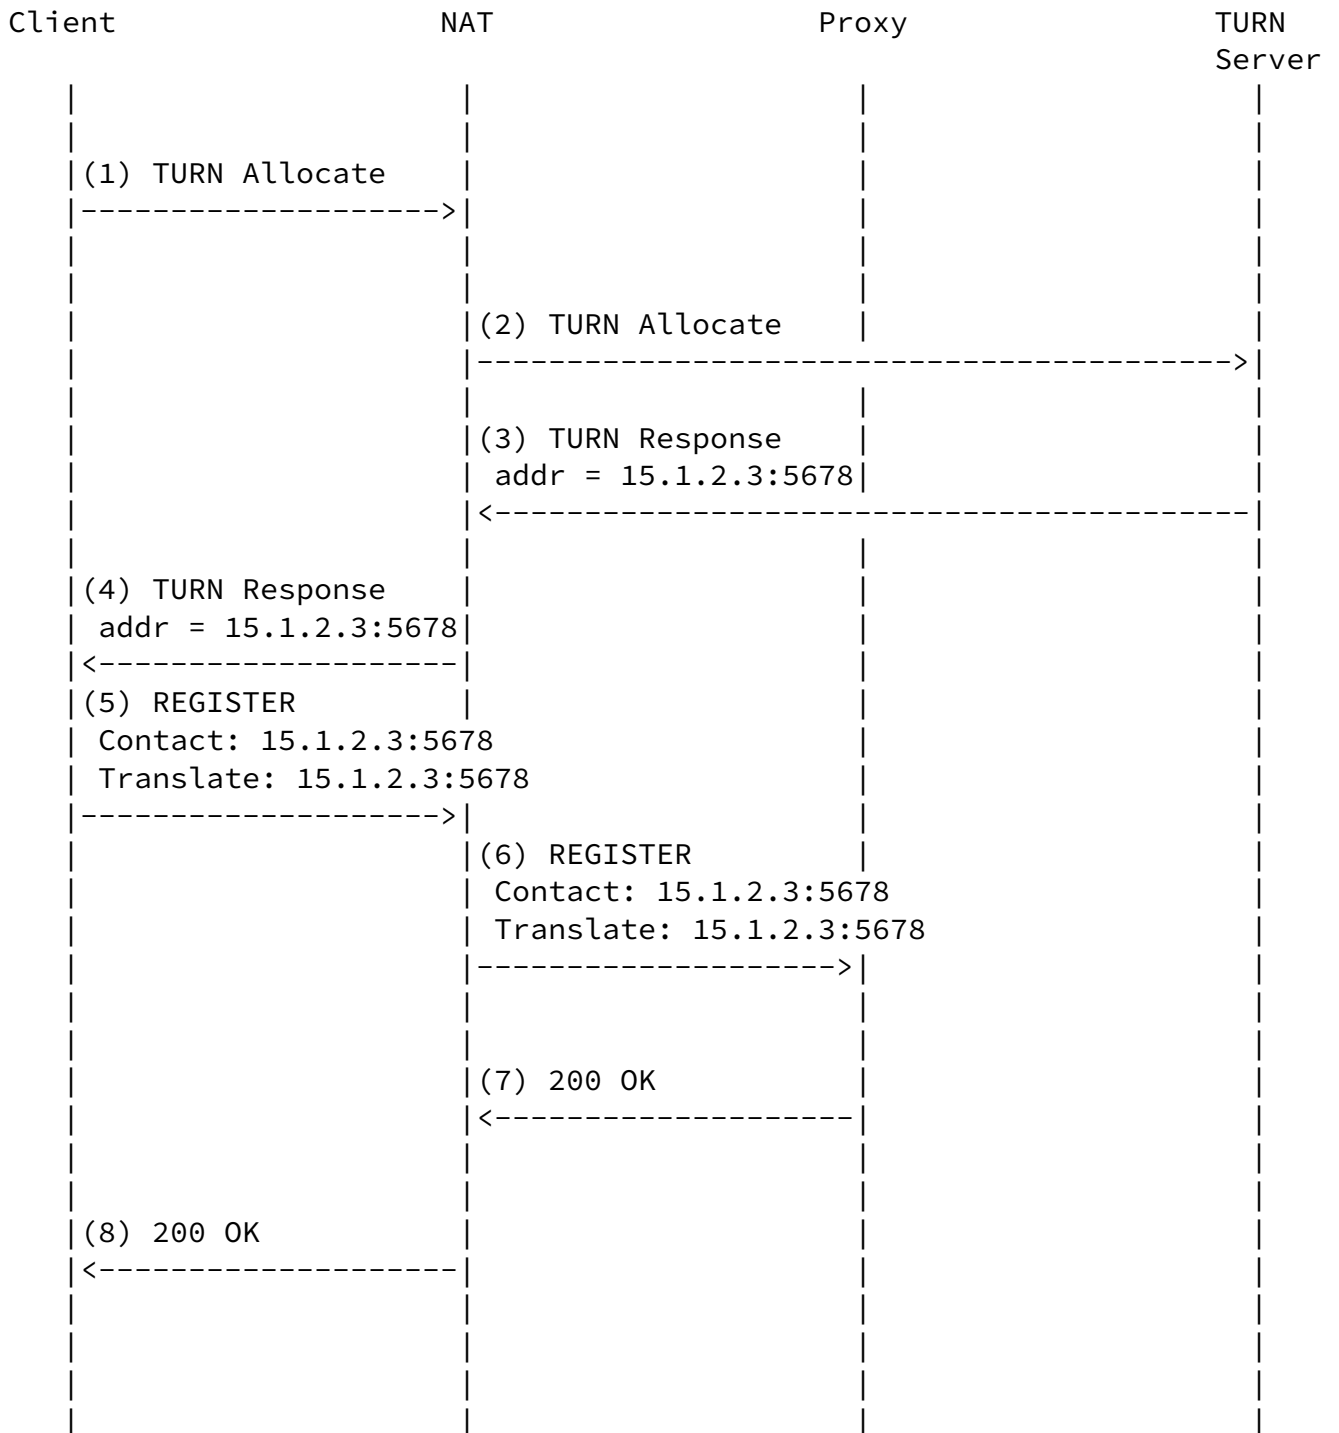 Client NAT Proxy TURN
Server
(1) TURN Allocate
(2) TURN Allocate
(3) TURN Response
addr = 15.1.2.3:5678
(4) TURN Response
addr = 15.1.2.3:5678
(5) REGISTER
Contact: 15.1.2.3:5678
Translate: 15.1.2.3:5678
(6) REGISTER
Contact: 15.1.2.3:5678
Translate: 15.1.2.3:5678
(7) 200 OK
(8) 200 OK